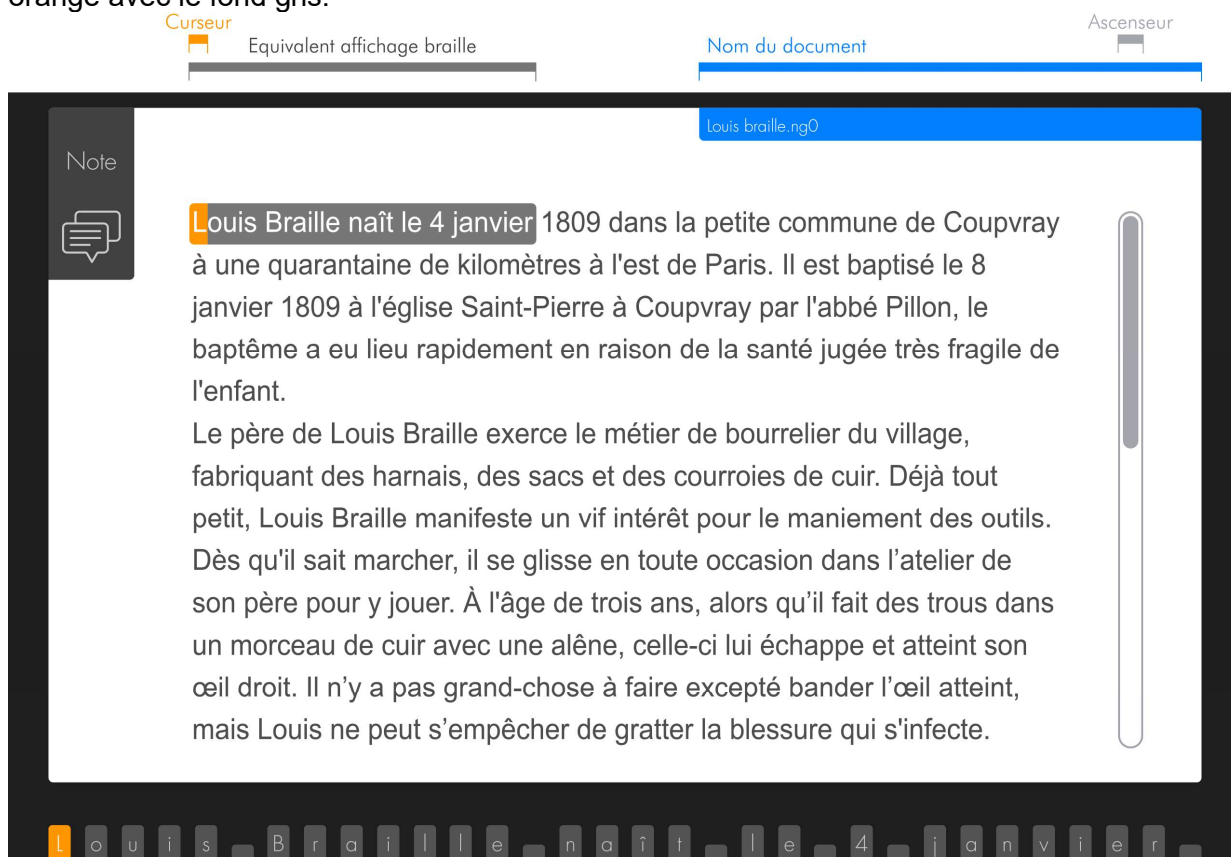 orange avec le fond gris.
Curseur
Ascenseur
Equivalent affichage braille
Nom du document
Louis braille.ng0
Note
Louis Braille naît le 4 janvier 1809 dans la petite commune de Coupvray
à une quarantaine de kilomètres à l'est de Paris. Il est baptisé le 8
janvier 1809 à l'église Saint-Pierre à Coupvray par l'abbé Pillon, le
baptême a eu lieu rapidement en raison de la santé jugée très fragile de
l'enfant.
Le père de Louis Braille exerce le métier de bourrelier du village,
fabriquant des harnais, des sacs et des courroies de cuir. Déjà tout
petit, Louis Braille manifeste un vif intérêt pour le maniement des outils.
Dès qu'il sait marcher, il se glisse en toute occasion dans l’atelier de
son père pour y jouer. À l'âge de trois ans, alors qu’il fait des trous dans
un morceau de cuir avec une alêne, celle-ci lui échappe et atteint son
œil droit. Il n’y a pas grand-chose à faire excepté bander l’œil atteint,
mais Louis ne peut s’empêcher de gratter la blessure qui s'infecte.
L o u i s _ B r a i l l e _ n a î t _ l e _ 4 _ j a n v i e r _